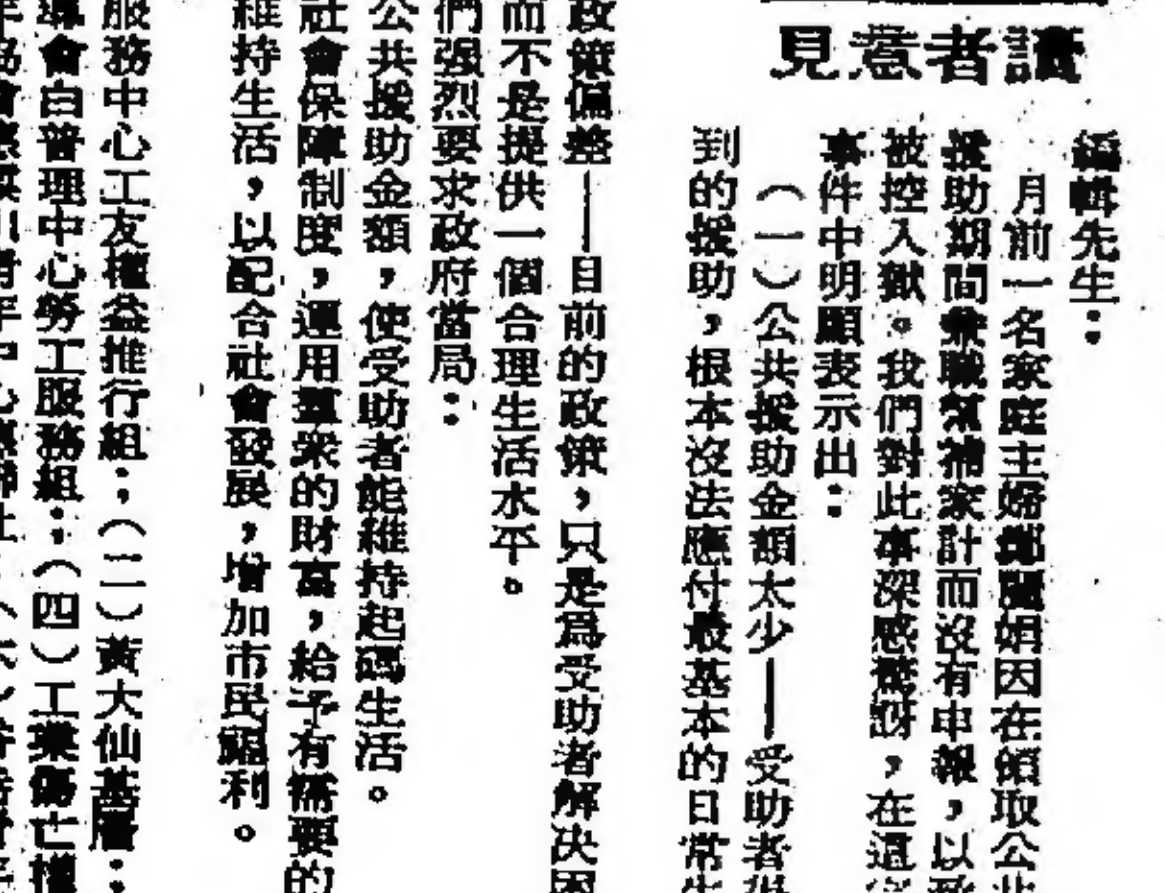 讀者意見
編輯先生：
月前一名家庭主婦鄭蘭娟因在領取公共
援助期間兼職幫補家計而沒有申報，以致
被控入獄。我們對此事深感驚訝，在這
事件中明顯表示出：
（一）公共援助金額太少——受助者
到的援助，根本沒法應付最基本的日常生
政策偏差——目前的政策，只是為受助者解決困
而不是提供一個合理生活水平。
們强烈要求政府當局：
公共援助金額，使受助者能維持起碼生活。
社會保障制度，運用羣衆的財富，給予有需要的
維持生活，以配合社會發展，增加市民福利。
服務中心工友權益推行組；（二）黃大仙基層；
導會白普理中心勞工服務組；（四）工業傷亡權